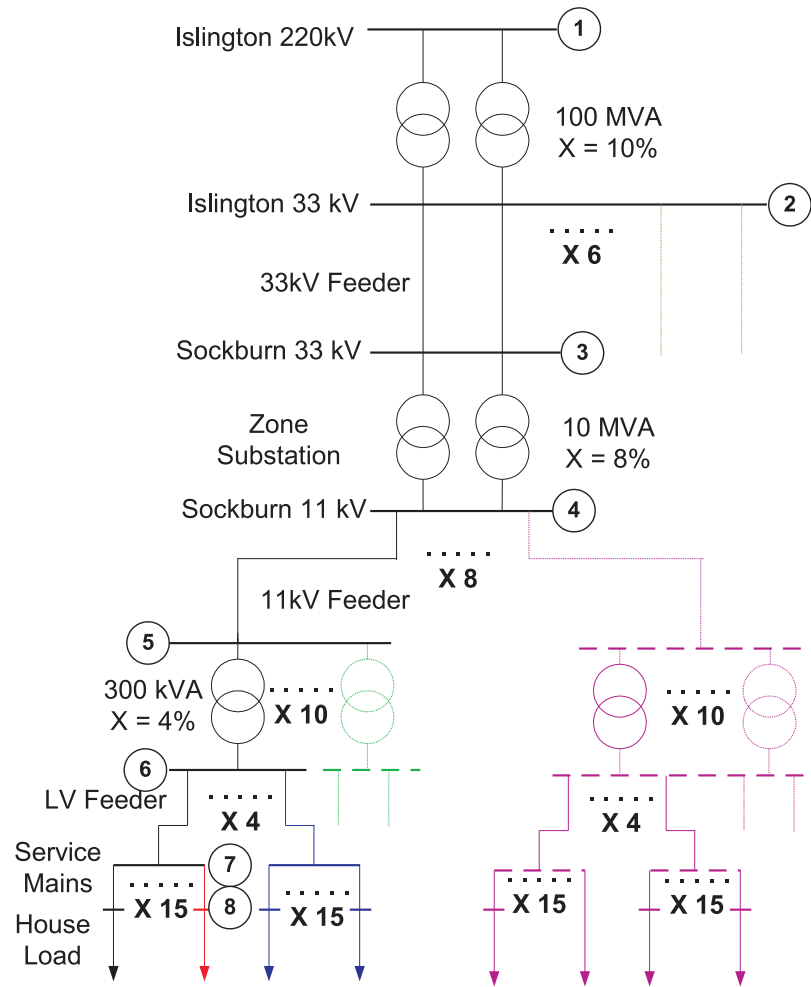 Islington 220kV
1
100 MVA
X = 10%
Islington 33 kV
2
X 6
33kV Feeder
Sockburn 33 kV
3
Zone
Substation
10 MVA
X = 8%
Sockburn 11 kV
4
X 8
11kV Feeder
5
300 kVA
X = 4%
X 10
X 10
6
LV Feeder
X 4
X 4
Service
Mains
7
X 15
8
X 15
X 15
X 15
House
Load